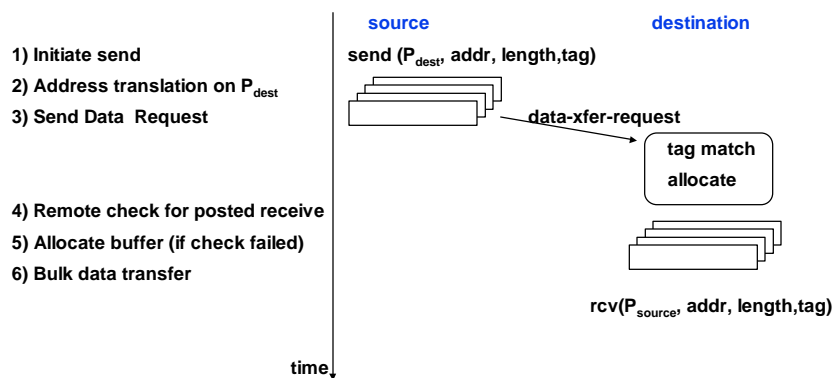 source destination
1) Initiate send send (Pdest, addr, length,tag)
2) Address translation on Pdest
3) Send Data  Request data-xfer-request
tag match
allocate
4) Remote check for posted receive
5) Allocate buffer (if check failed)
6) Bulk data transfer
rcv(Psource, addr, length,tag)
time